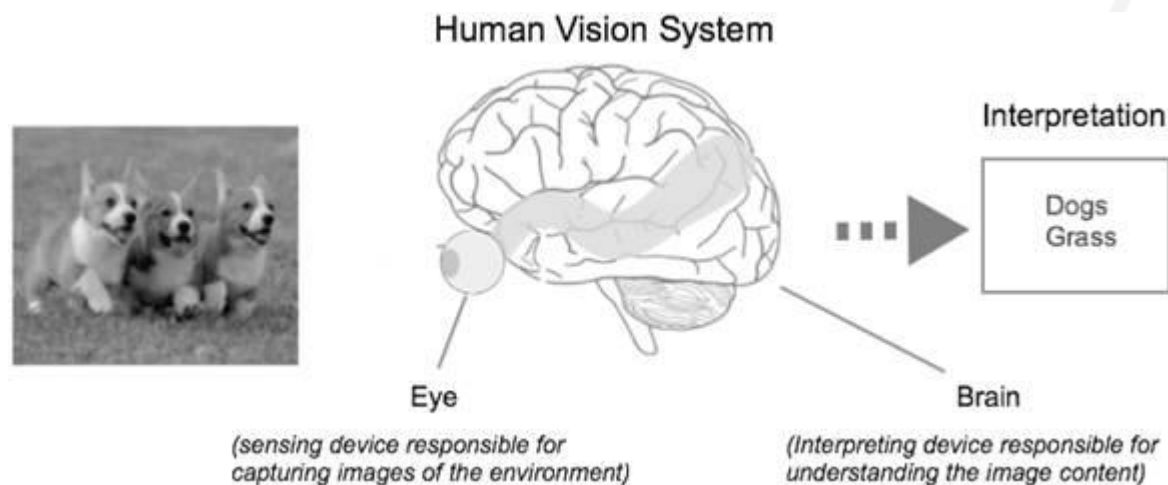 Human Vision System
Interpretation
Dogs
Grass
Eye
(sensing device responsible for
capturing images of the environment)
Brain
(Interpreting device responsible for
understanding the image content)